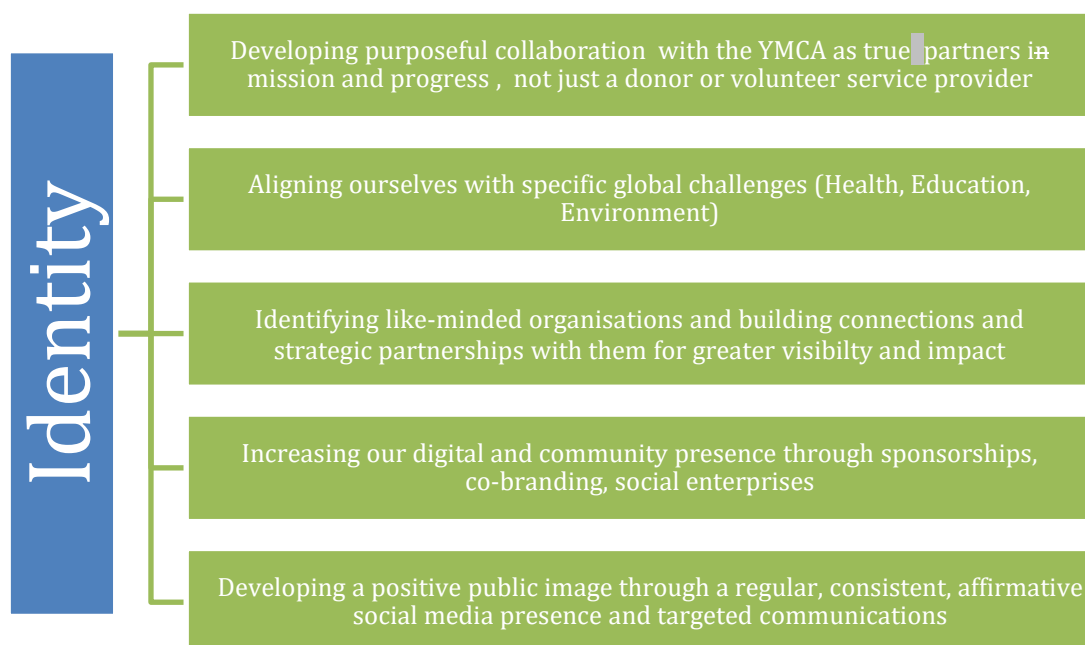 Identity
Developing purposeful collaboration with the YMCA as true partners in
mission and progress , not just a donor or volunteer service provider
Aligning ourselves with specific global challenges (Health, Education,
Environment)
Identifying like-minded organisations and building connections and
strategic partnerships with them for greater visibilty and impact
Increasing our digital and community presence through sponsorships,
co-branding, social enterprises
Developing a positive public image through a regular, consistent, affirmative
social media presence and targeted communications